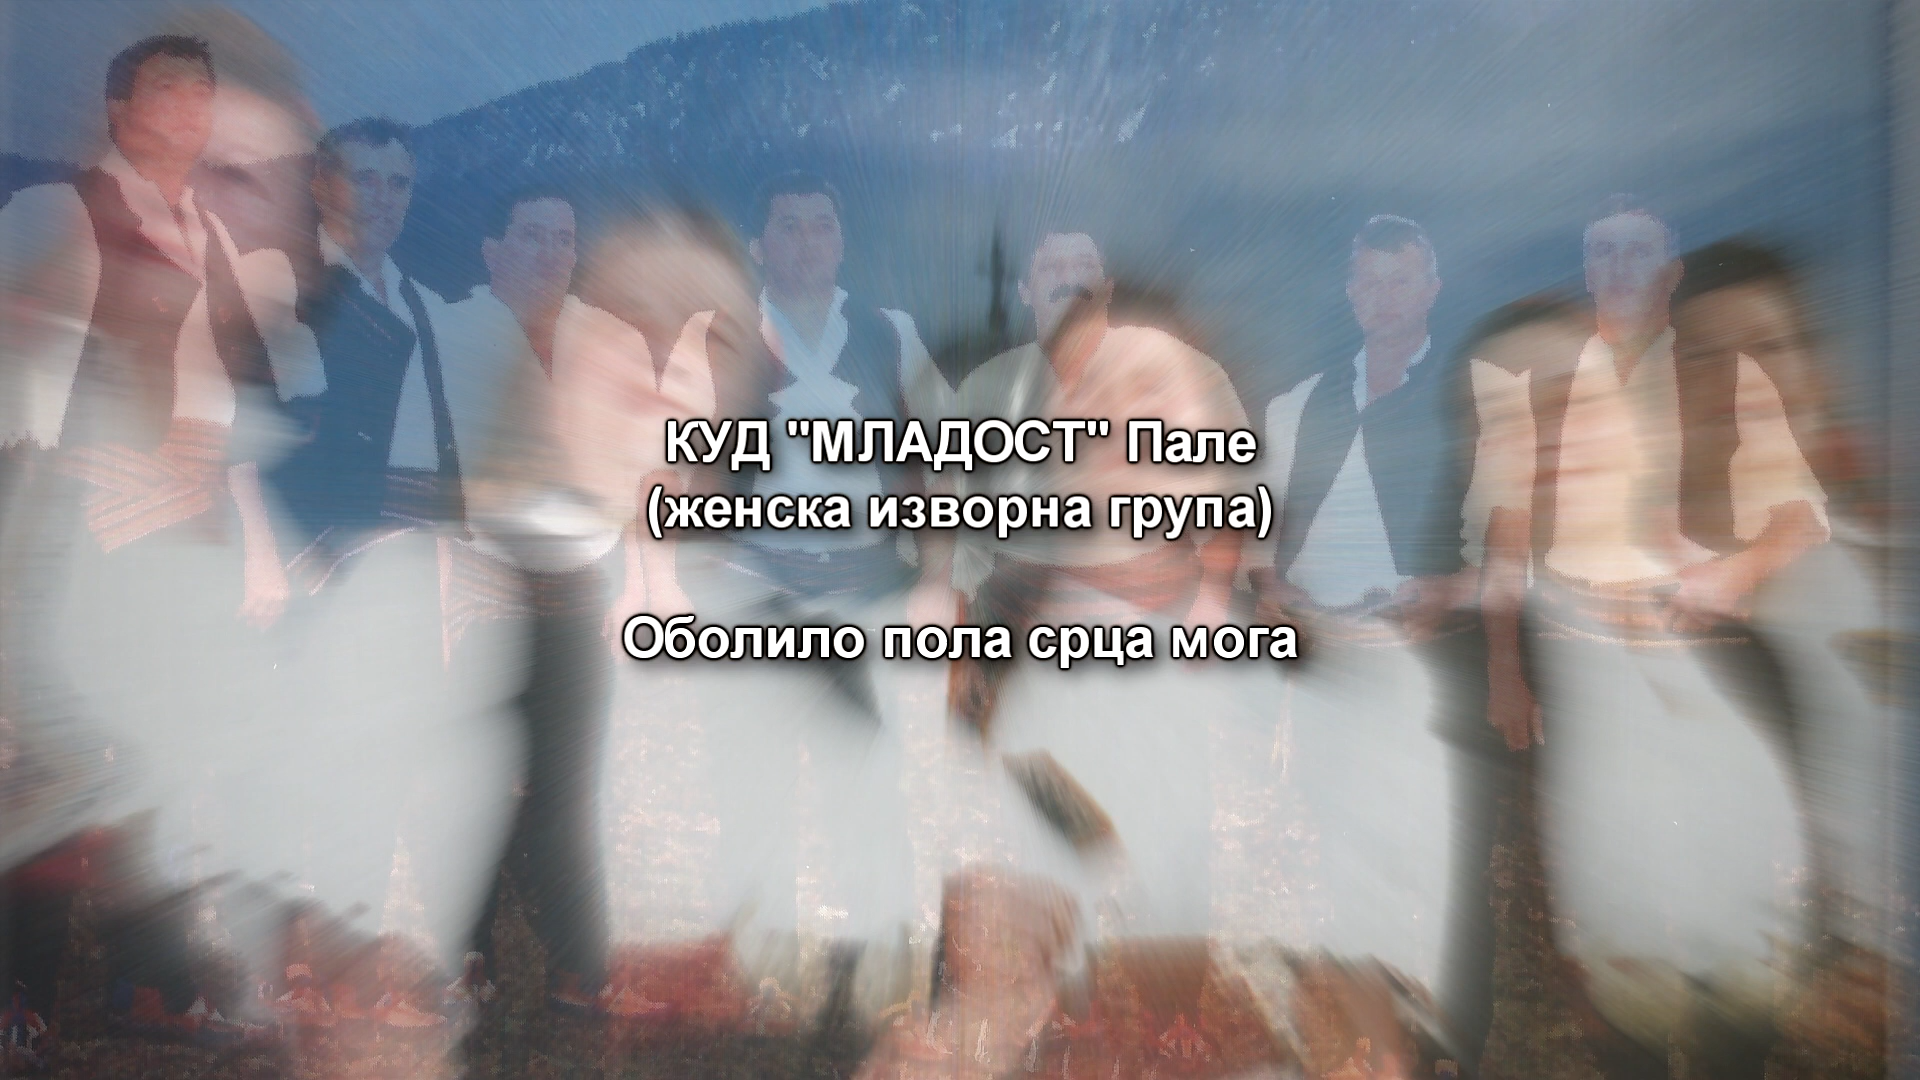 КУД "МЛАДОСТ" Пале
(женска изворна група)
Оболило пола срца мога